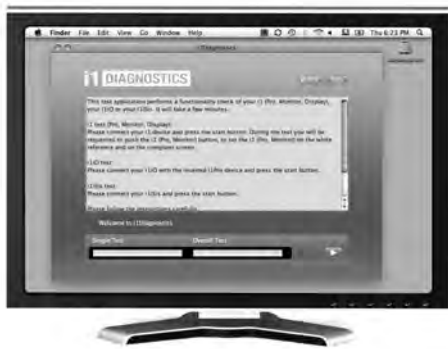 Finder File Edit View Go Window Help Thu 6:23 PM
i1Diagnostics
i1 DIAGNOSTICS
This test application performs a functionality check of your i1 (Pro, Monitor, Display),
your i1iO or your i1iSis. It will take a few minutes.
i1 test (Pro, Monitor, Display)
Please connect your i1 device and press the start button. During the test you will be
requested to push the i1 (Pro, Monitor) button, to set the i1 (Pro, Monitor) on the white
reference and on the computer screen.
i1iO test
Please connect your i1iO with the inserted i1Pro device and press the start button.
i1iSis test
Please connect your i1iSis and press the start button.
Please follow the instructions carefully.
Welcome to i1Diagnostics
Single Test Overall Test